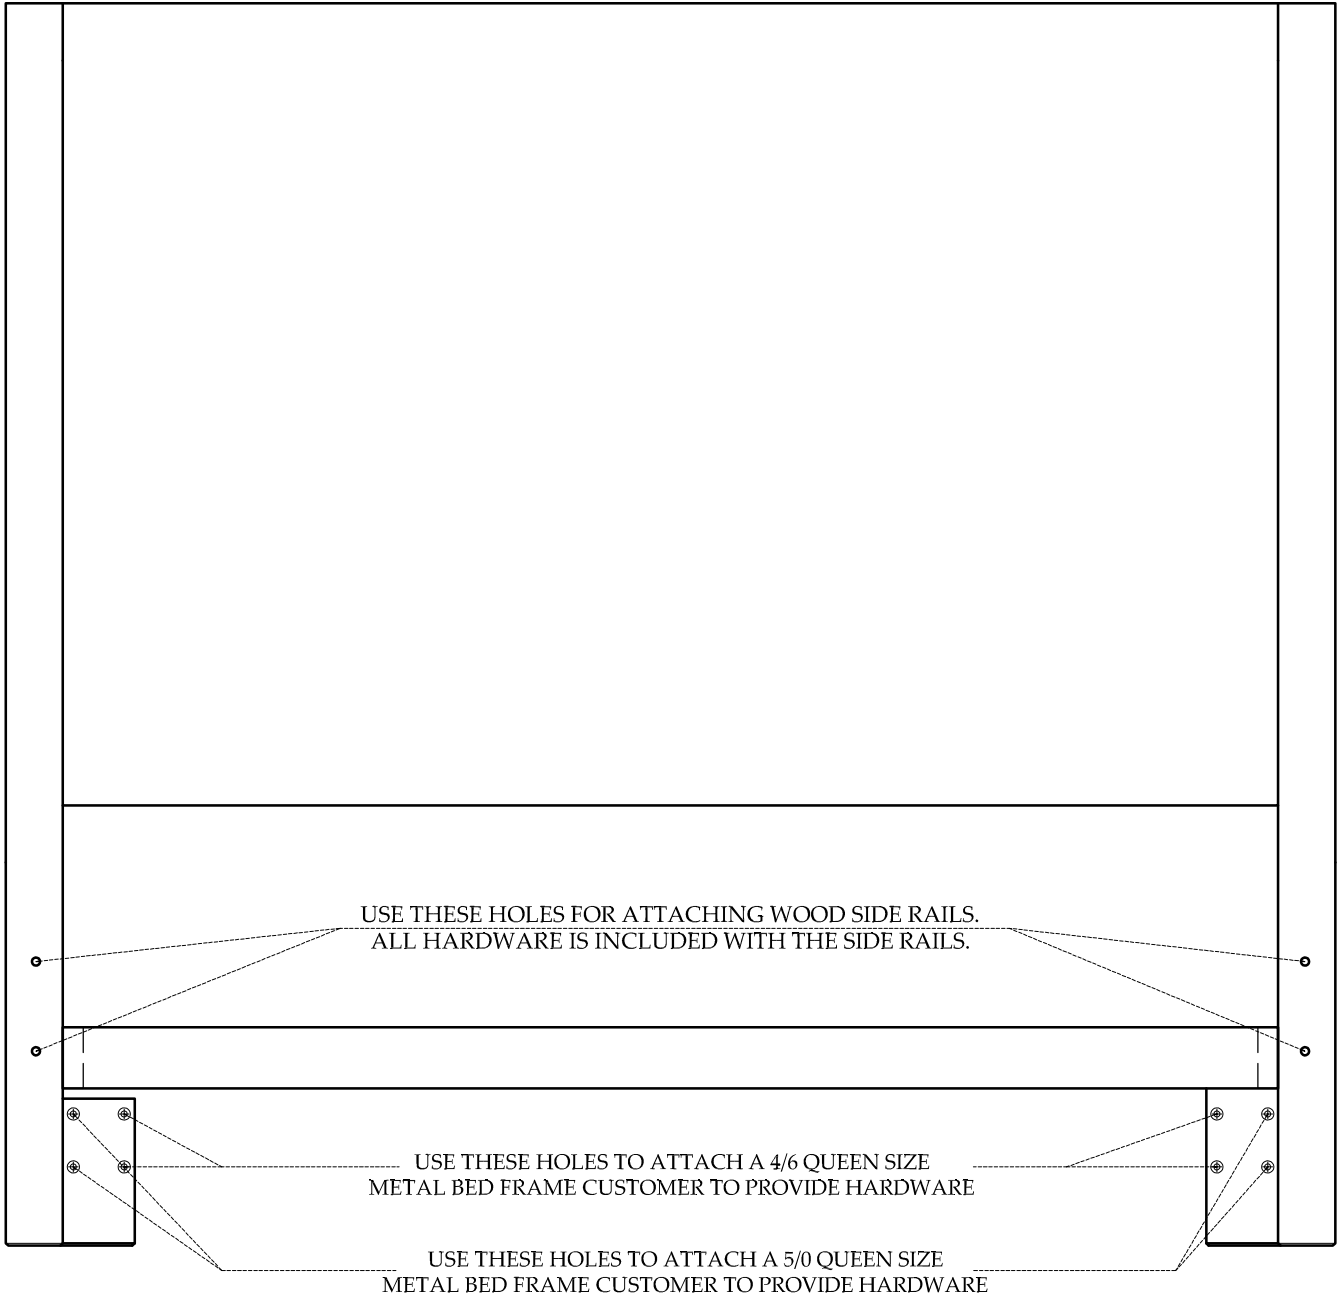 USE THESE HOLES FOR ATTACHING WOOD SIDE RAILS.
ALL HARDWARE IS INCLUDED WITH THE SIDE RAILS.
USE THESE HOLES TO ATTACH A 4/6 QUEEN SIZE
METAL BED FRAME CUSTOMER TO PROVIDE HARDWARE
USE THESE HOLES TO ATTACH A 5/0 QUEEN SIZE
METAL BED FRAME CUSTOMER TO PROVIDE HARDWARE